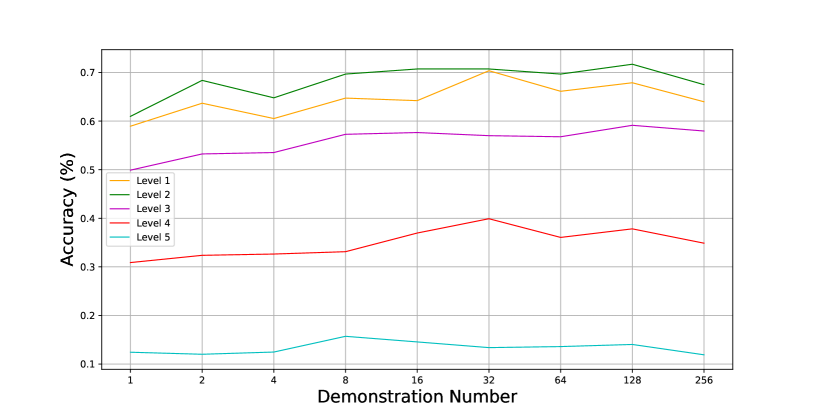 0.7
0.6
0.5
0.4
0.3
0.2
0.1
Accuracy (%)
Level 1
Level 2
Level 3
Level 4
Level 5
1 2 4 8 16 32 64 128 256
Demonstration Number